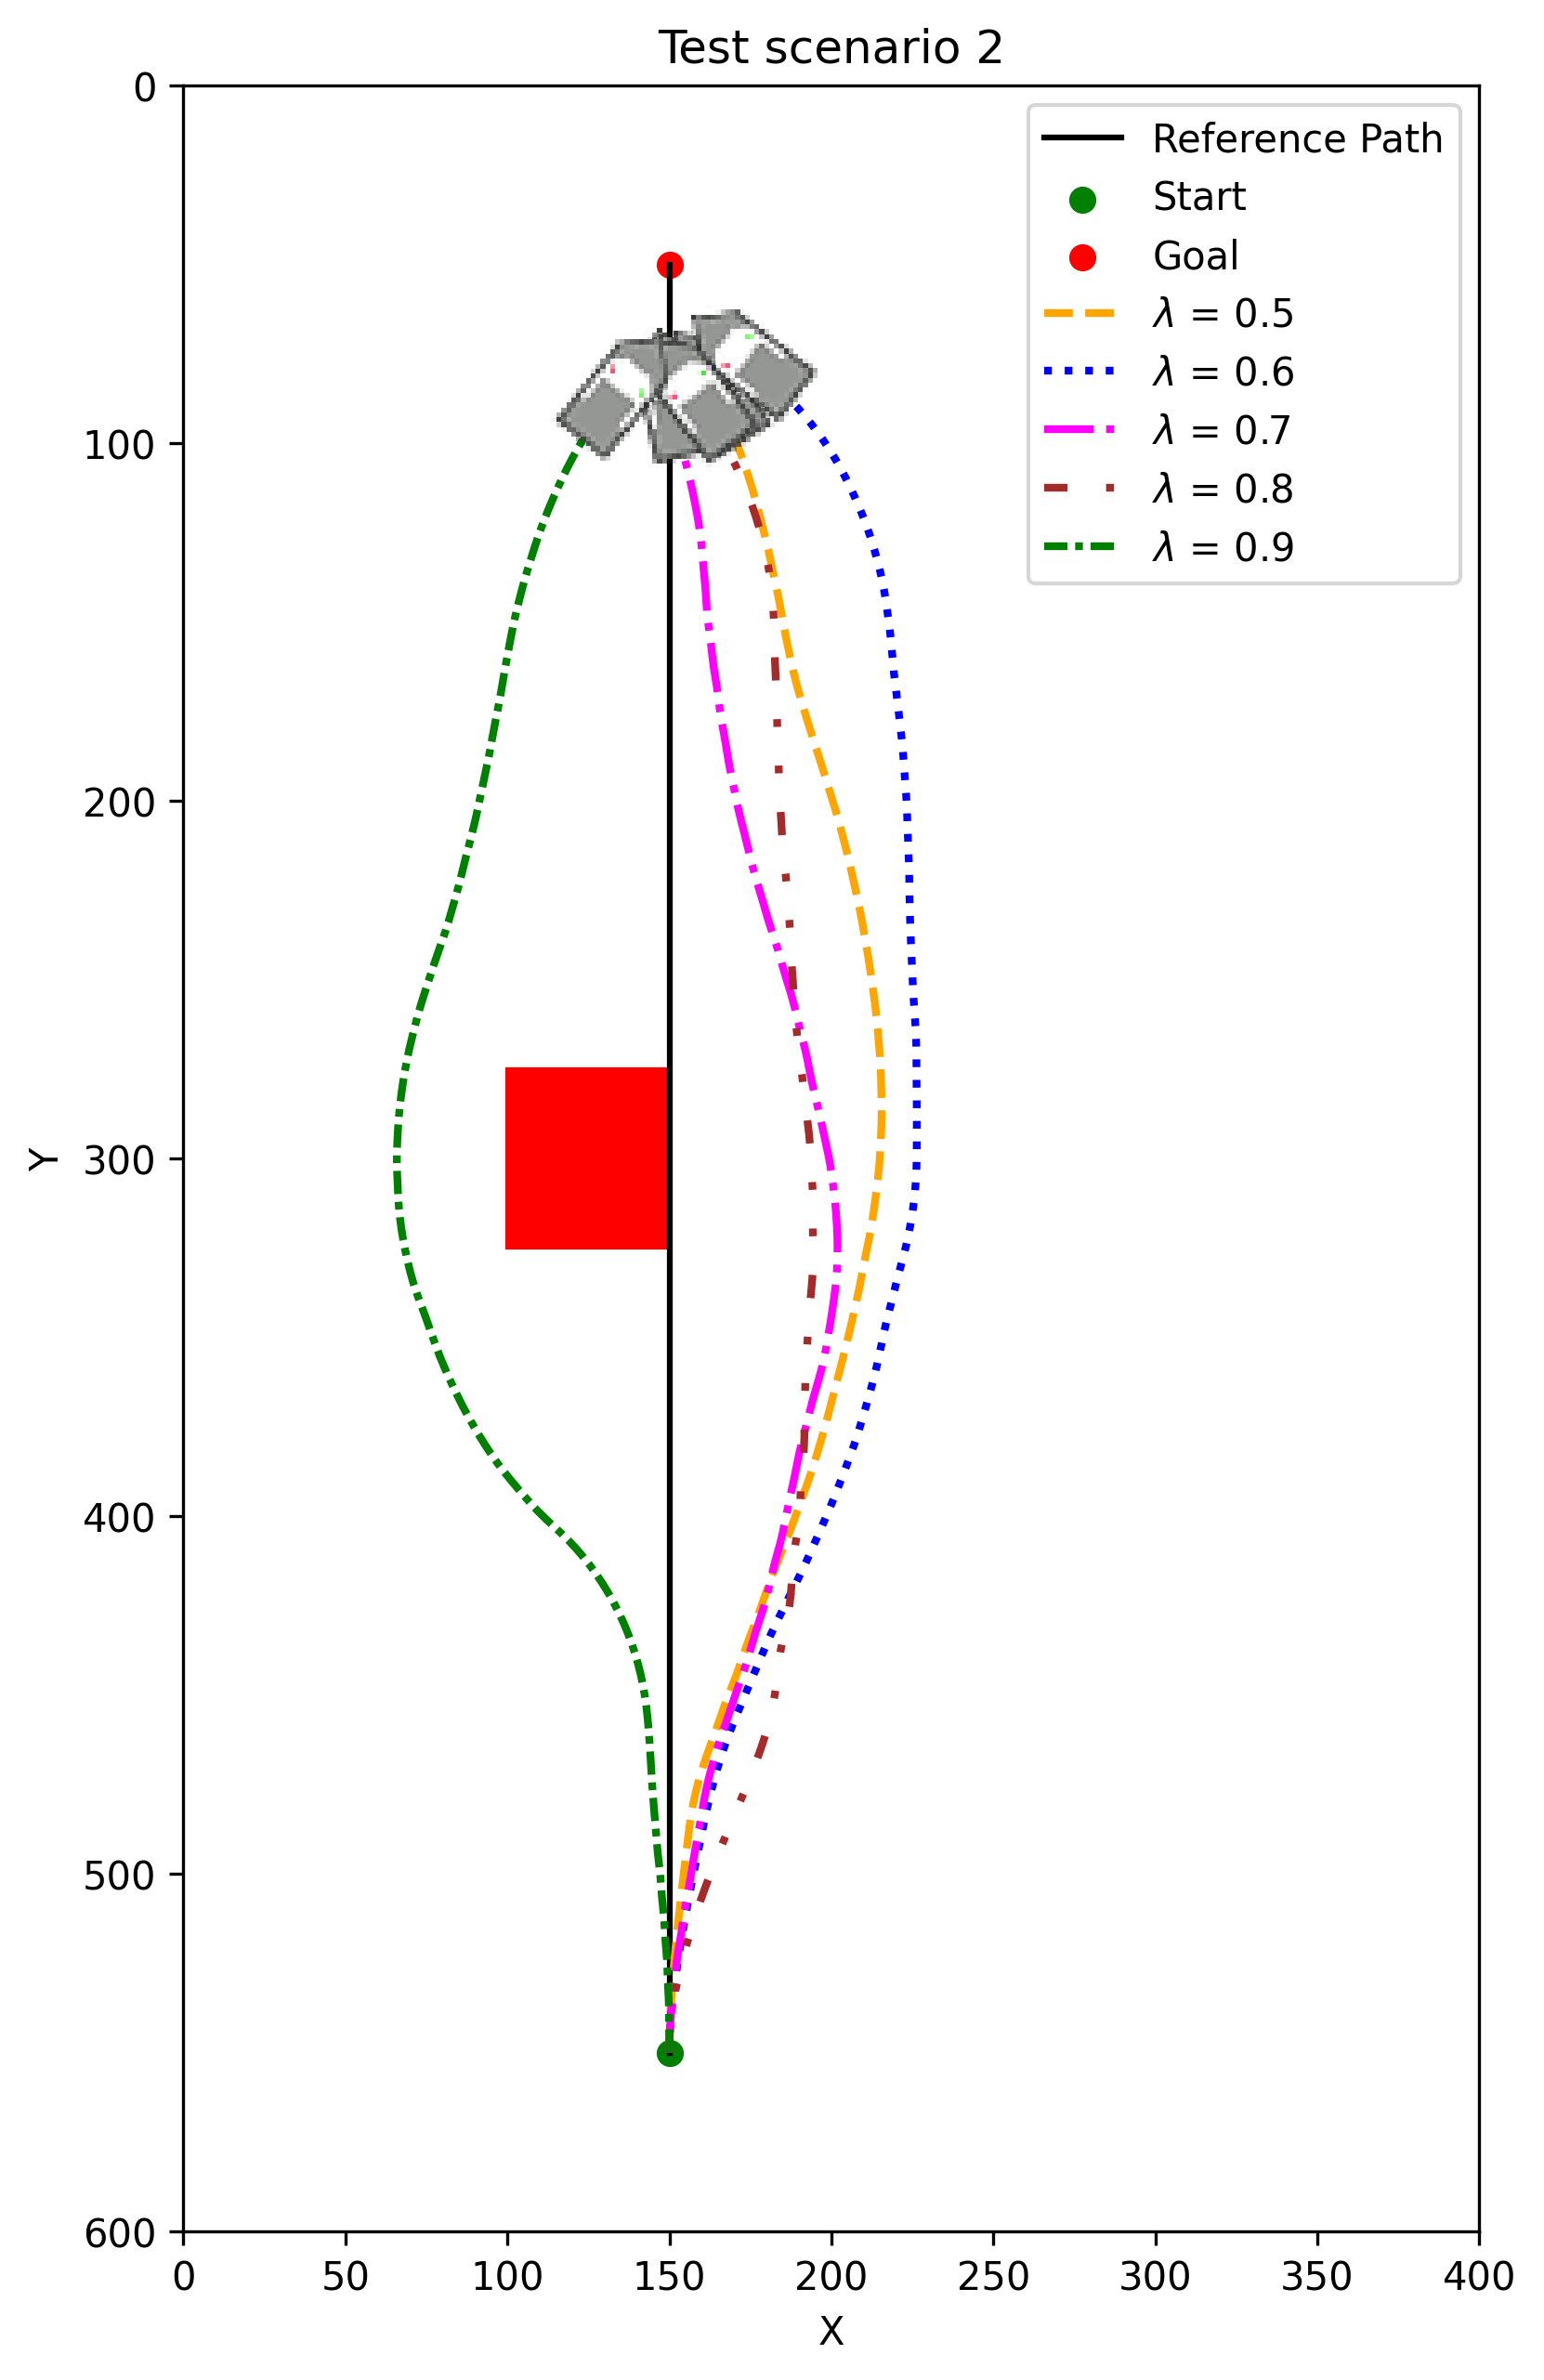 Test scenario 2
Reference Path
Start
Goal
λ = 0.5
λ = 0.6
λ = 0.7
λ = 0.8
λ = 0.9
0
100
200
300
400
500
600
Y
0 50 100 150 200 250 300 350 400
X